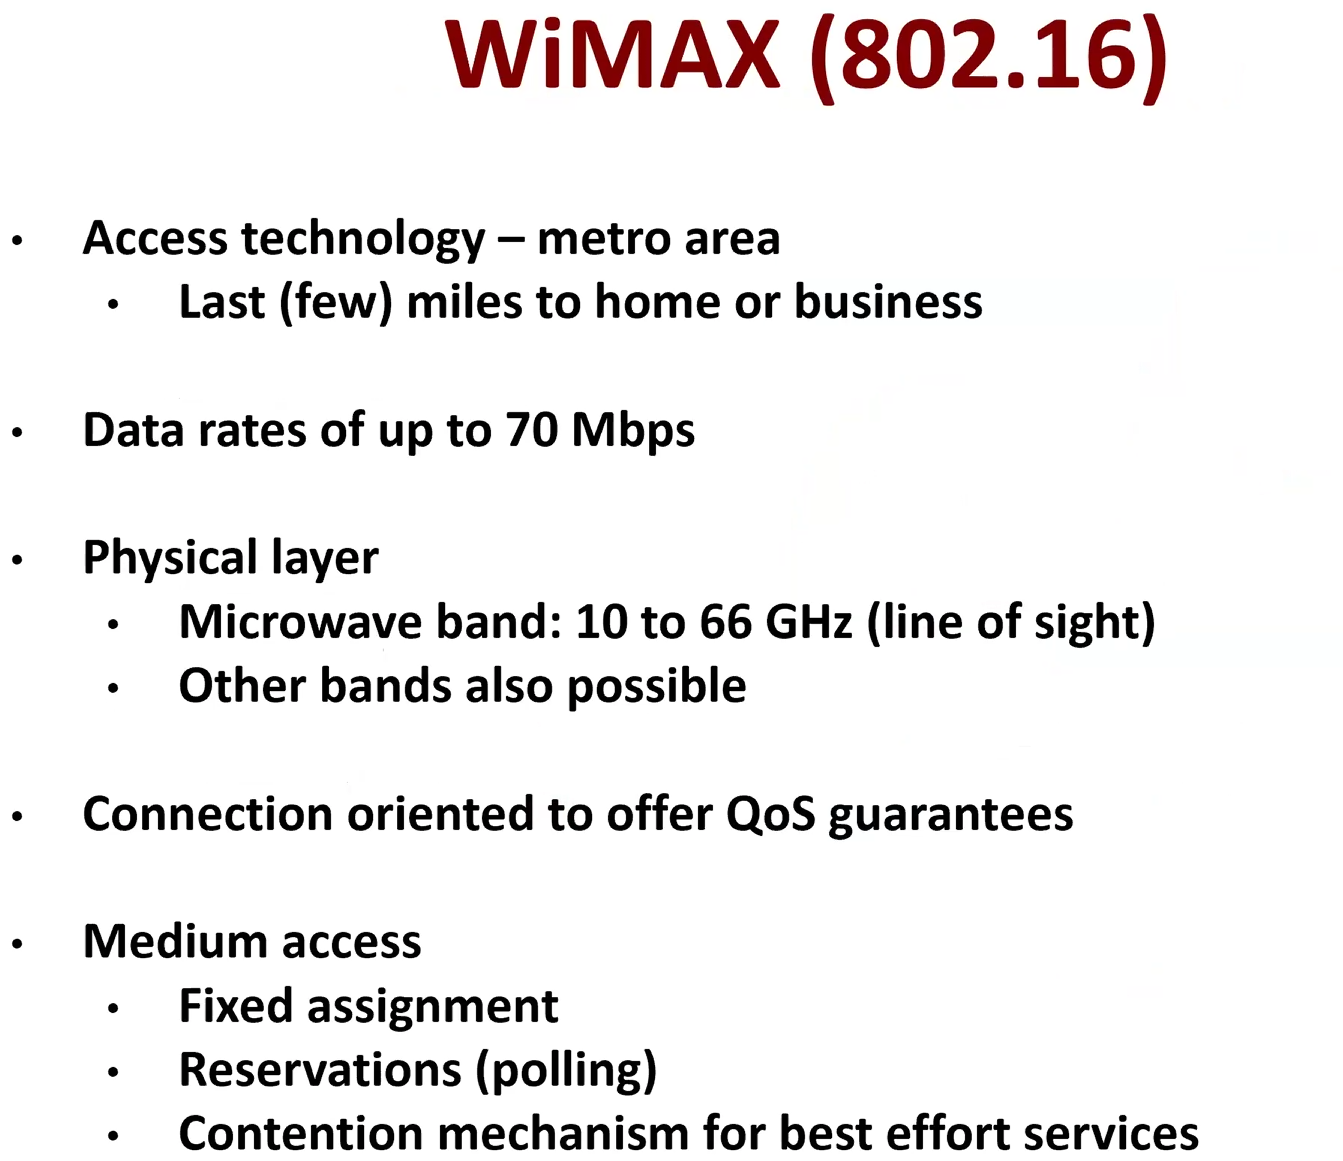 WiMAX (802.16)
• Access technology – metro area
• Last (few) miles to home or business
• Data rates of up to 70 Mbps
• Physical layer
• Microwave band: 10 to 66 GHz (line of sight)
• Other bands also possible
• Connection oriented to offer QoS guarantees
• Medium access
• Fixed assignment
• Reservations (polling)
• Contention mechanism for best effort services